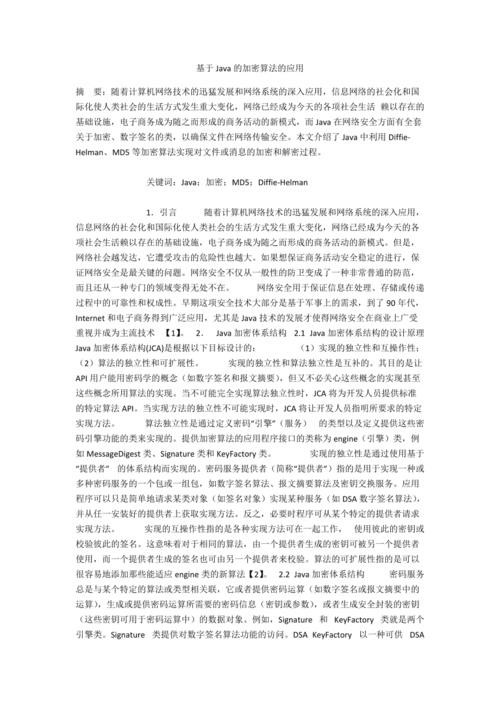 基于 Java 的加密算法的应用
摘 要：随着计算机网络技术的迅猛发展和网络系统的深入应用，信息网络的社会化和国
际化使人类社会的生活方式发生重大变化，网络已经成为今天的各项社会生活 赖以存在的
基础设施，电子商务成为随之而形成的商务活动的新模式，而 Java 在网络安全方面有全套
关于加密、数字签名的类，以确保文件在网络传输安全。本文介绍了 Java 中利用 Diffie-
Helman、MD5 等加密算法实现对文件或消息的加密和解密过程。
关键词：Java；加密；MD5；Diffie-Helman
1．引言 随着计算机网络技术的迅猛发展和网络系统的深入应用，
信息网络的社会化和国际化使人类社会的生活方式发生重大变化，网络已经成为今天的各
项社会生活赖以存在的基础设施，电子商务成为随之而形成的商务活动的新模式。但是，
网络社会越发达，它遭受攻击的危险性也越大。如果想保证商务活动安全稳定的进行，保
证网络安全是最关键的问题。网络安全不仅从一般性的防卫变成了一种非常普通的防范，
而且还从一种专门的领域变得无处不在。 网络安全用于保证信息在处理、存储或传递
过程中的可靠性和权成性。早期这项安全技术大部分是基于军事上的需求，到了 90 年代，
Internet 和电子商务得到广泛应用，尤其是 Java 技术的发展才使得网络安全在商业上广受
重视并成为主流技术 【1】。 2． Java 加密体系结构 2.1 Java 加密体系结构的设计原理
Java 加密体系结构(JCA)是根据以下目标设计的： （1）实现的独立性和互操作性；
（2）算法的独立性和可扩展性。 实现的独立性和算法独立性是互补的。其目的是让
API 用户能用密码学的概念（如数字签名和报文摘要），但又不必关心这些概念的实现甚至
这些概念所用算法的实现。当不可能完全实现算法独立性时，JCA 将为开发人员提供标准
的特定算法 API。当实现方法的独立性不可能实现时，JCA 将让开发人员指明所要求的特定
实现方法。 算法独立性是通过定义密码“引擎”（服务） 的类型以及定义提供这些密
码引擎功能的类来实现的。提供加密算法的应用程序接口的类称为 engine（引擎）类，例
如 MessageDigest 类、Signature 类和 KeyFactory 类。 实现的独立性是通过使用基于
“提供者” 的体系结构而实现的。密码服务提供者（简称“提供者”）指的是用于实现一种或
多种密码服务的一个包或一组包，如数字签名算法、报文摘要算法及密钥交换服务。应用
程序可以只是简单地请求某类对象（如签名对象）实现某种服务（如 DSA 数字签名算法），
并从任一安装好的提供者上获取实现方法。反之，必要时程序可从某个特定的提供者请求
实现方法。 实现的互操作性指的是各种实现方法可在一起工作， 使用彼此的密钥或
校验彼此的签名。这意味着对于相同的算法，由一个提供者生成的密钥可被另一个提供者
使用，而一个提供者生成的签名也可由另一个提供者来校验。算法的可扩展性指的是可以
很容易地添加那些能适应 engine 类的新算法【2】。 2.2 Java 加密体系结构 密码服务
总是与某个特定的算法或类型相关联，它或者提供密码运算（如数字签名或报文摘要中的
运算），生成或提供密码运算所需要的密码信息（密钥或参数），或者生成安全封装的密钥
（这些密钥可用于密码运算中）的数据对象。例如，Signature 和 KeyFactory 类就是两个
引擎类。Signature 类提供对数字签名算法功能的访问。DSA KeyFactory 以一种可供 DSA